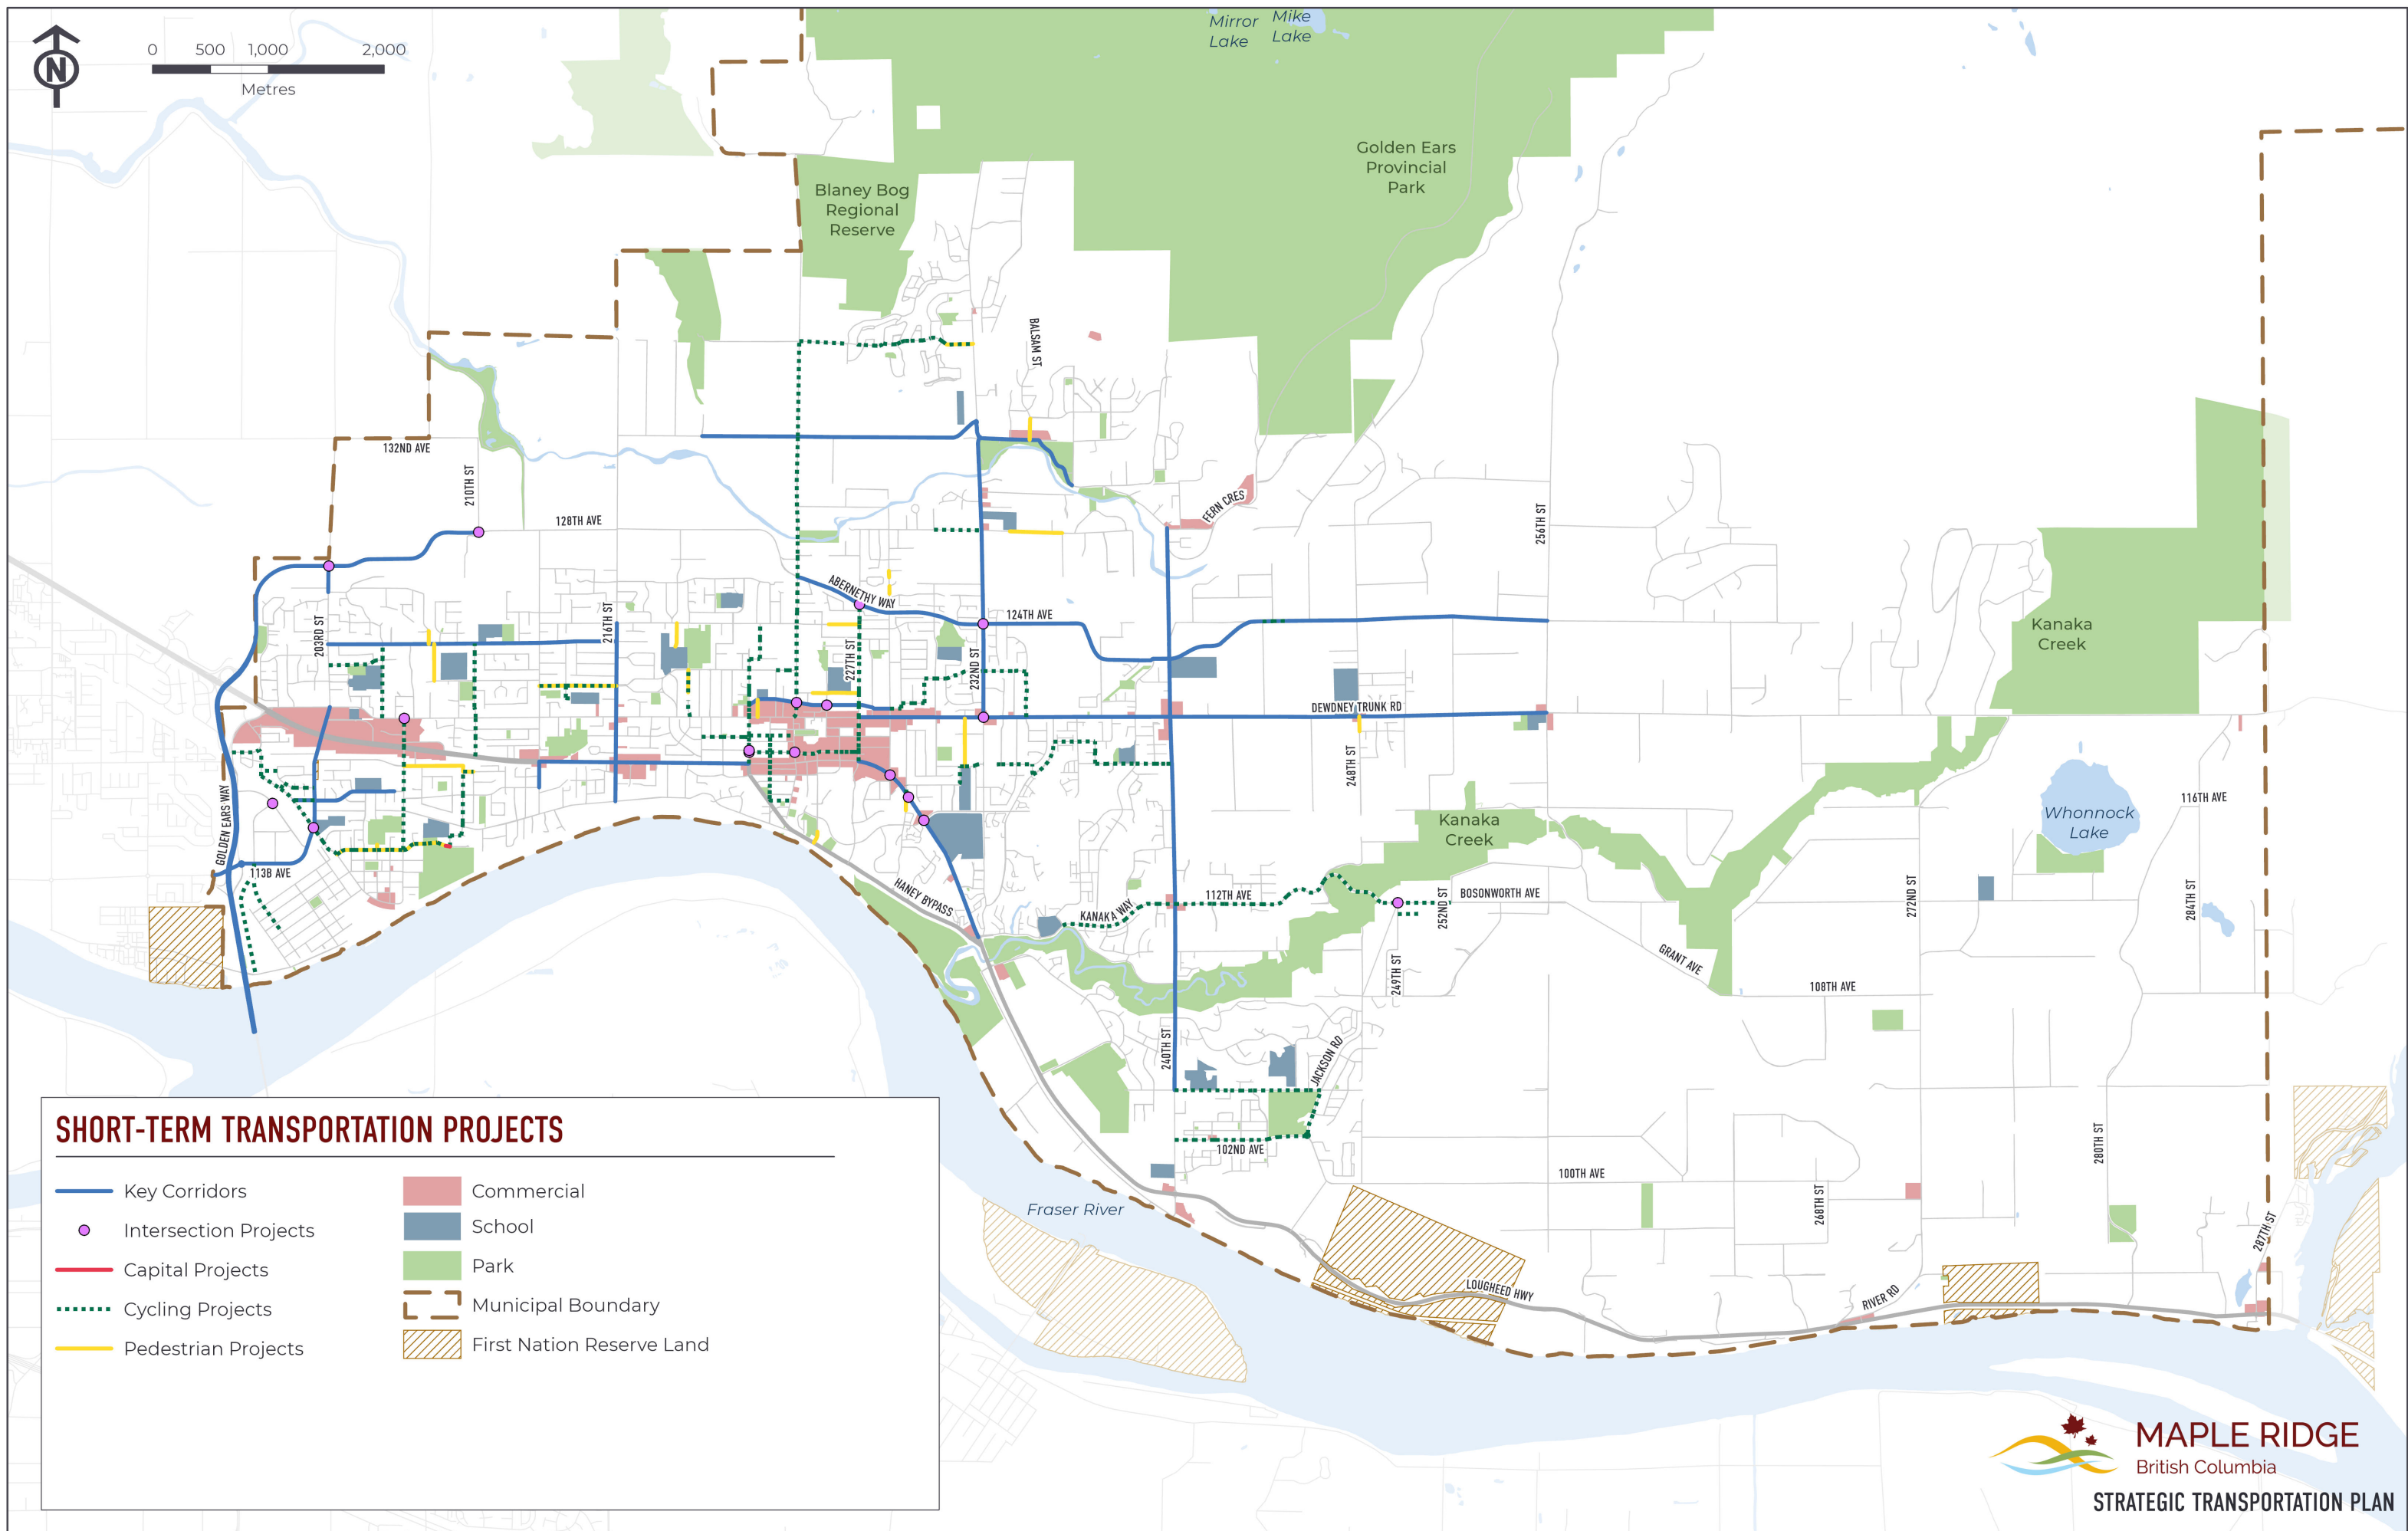 Mirror
Lake
Mike
Lake
N
0 500 1,000 2,000
Metres
Golden Ears
Provincial
Park
Blaney Bog
Regional
Reserve
BALSAM ST
132ND AVE
210TH ST
128TH AVE
FERN CRES
256TH ST
ABERNETHY WAY
124TH AVE
203RD ST
216TH ST
227TH ST
232ND ST
Kanaka
Creek
DEWDNEY TRUNK RD
248TH ST
GOLDEN EARS WAY
116TH AVE
Whonnock
Lake
Kanaka
Creek
113B AVE
HANEY BYPASS
KANAKA WAY
112TH AVE
252ND ST
BOSONWORTH AVE
272ND ST
284TH ST
GRANT AVE
249TH ST
108TH AVE
240TH ST
JACKSON RD
102ND AVE
100TH AVE
280TH ST
268TH ST
287TH ST
Fraser River
LOUGHEED HWY
RIVER RD
SHORT-TERM TRANSPORTATION PROJECTS
Key Corridors
Intersection Projects
Capital Projects
Cycling Projects
Pedestrian Projects
Commercial
School
Park
Municipal Boundary
First Nation Reserve Land
MAPLE RIDGE
British Columbia
STRATEGIC TRANSPORTATION PLAN